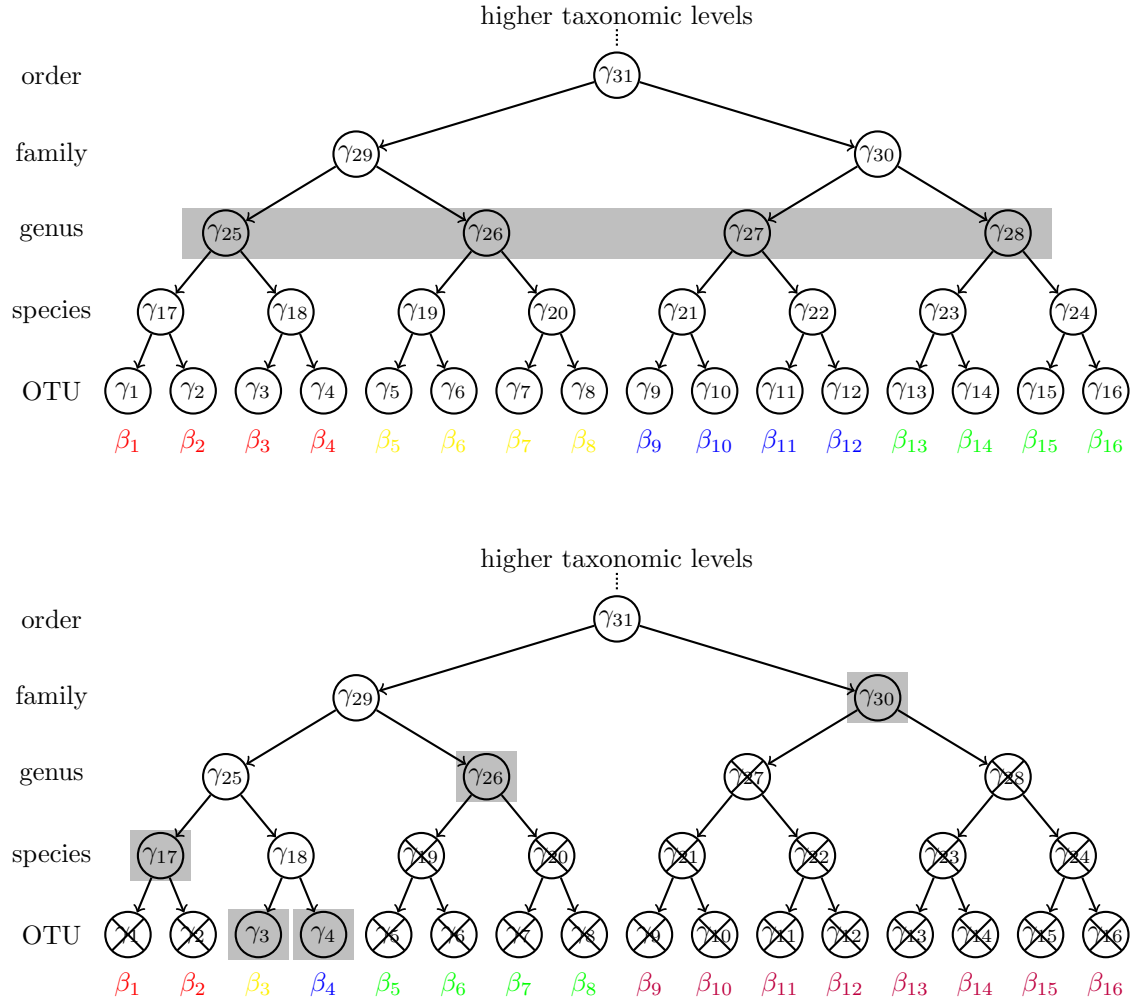 higher taxonomic levels
order γ31
family γ29 γ30
genus γ25 γ26 γ27 γ28
species γ17 γ18 γ19 γ20 γ21 γ22 γ23 γ24
OTU γ1 γ2 γ3 γ4 γ5 γ6 γ7 γ8 γ9 γ10 γ11 γ12 γ13 γ14 γ15 γ16
β1 β2 β3 β4 β5 β6 β7 β8 β9 β10 β11 β12 β13 β14 β15 β16
higher taxonomic levels
order γ31
family γ29 γ30
genus γ25 γ26 γ27 γ28
species γ17 γ18 γ19 γ20 γ21 γ22 γ23 γ24
OTU γ1 γ2 γ3 γ4 γ5 γ6 γ7 γ8 γ9 γ10 γ11 γ12 γ13 γ14 γ15 γ16
β1 β2 β3 β4 β5 β6 β7 β8 β9 β10 β11 β12 β13 β14 β15 β16